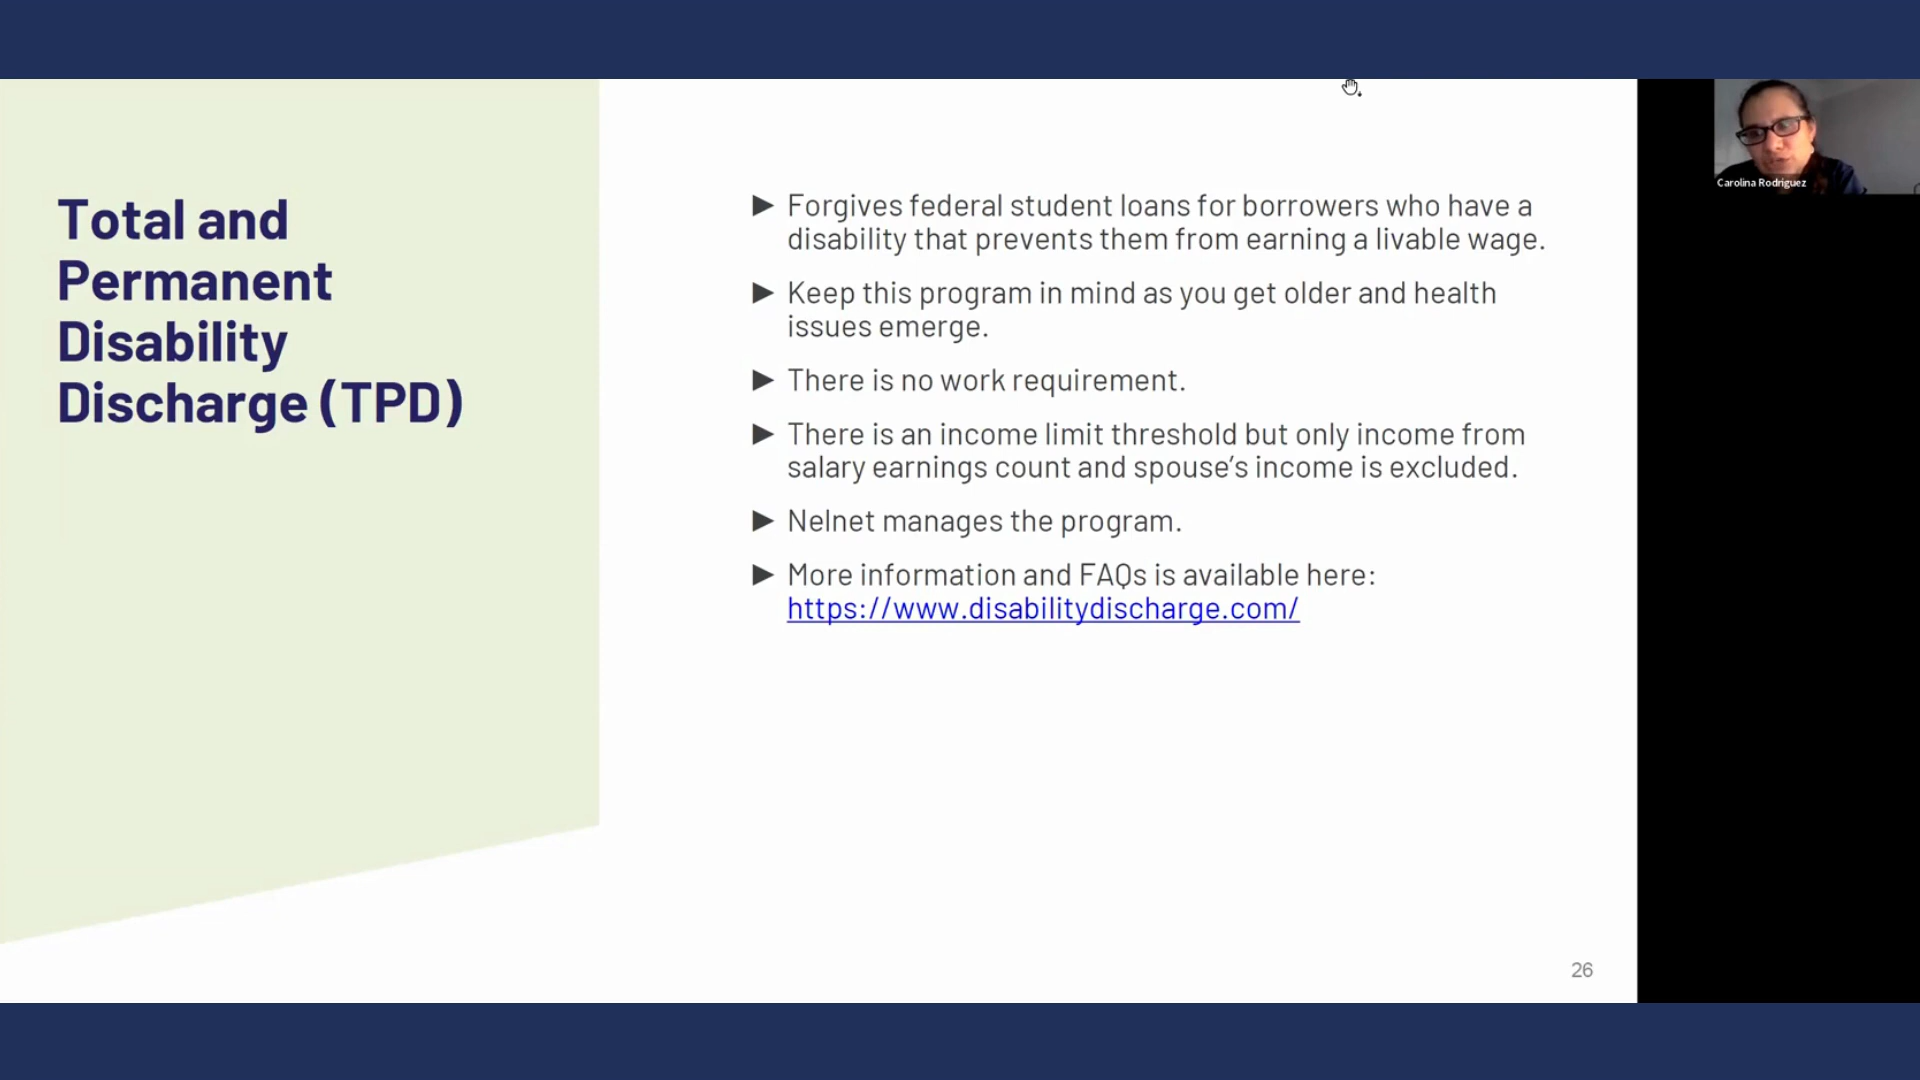 Total and
Permanent
Disability
Discharge (TPD)
► Forgives federal student loans for borrowers who have a
disability that prevents them from earning a livable wage.
► Keep this program in mind as you get older and health
issues emerge.
► There is no work requirement.
► There is an income limit threshold but only income from
salary earnings count and spouse’s income is excluded.
► Nelnet manages the program.
► More information and FAQs is available here:
https://www.disabilitydischarge.com/
26
Carolina Rodriguez